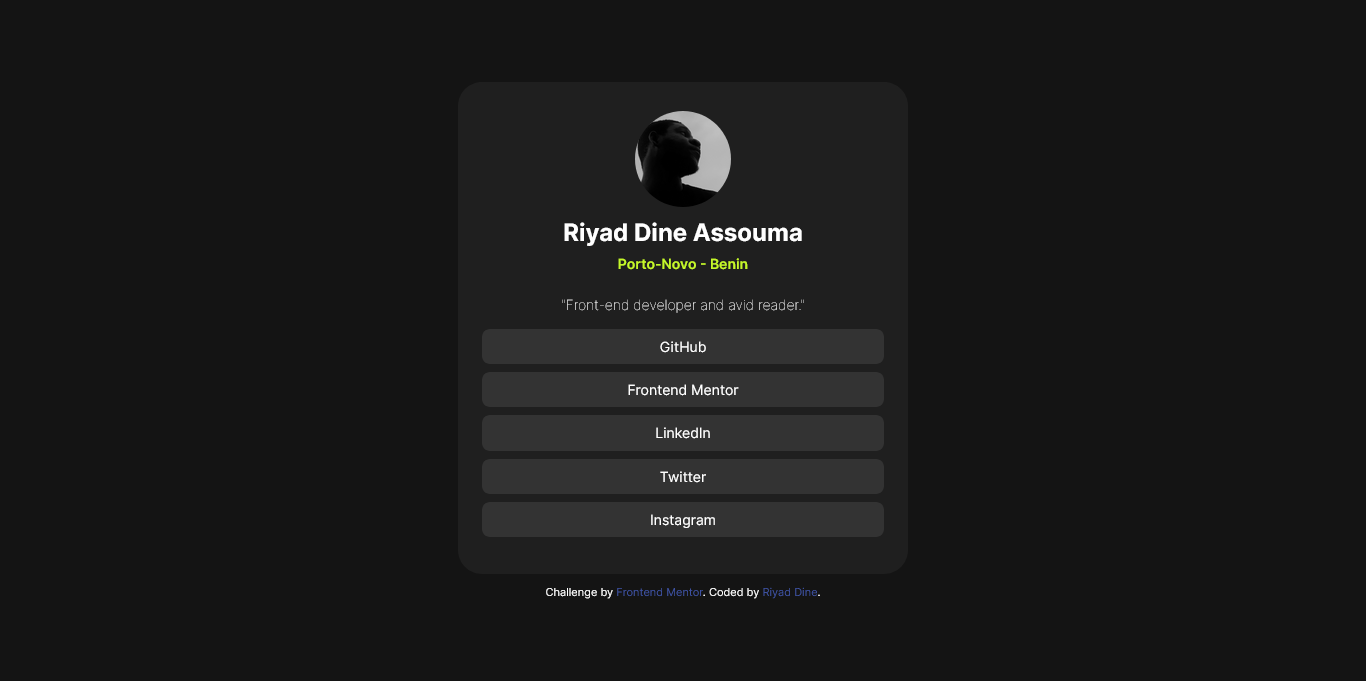 Riyad Dine Assouma
Porto-Novo - Benin
"Front-end developer and avid reader."
GitHub
Frontend Mentor
LinkedIn
Twitter
Instagram
Challenge by Frontend Mentor. Coded by Riyad Dine.